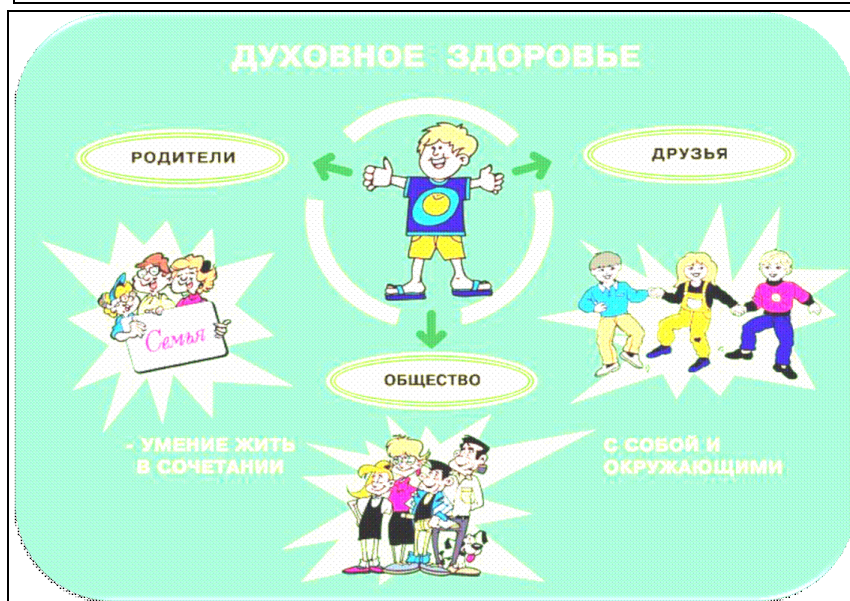 ДУХОВНОЕ ЗДОРОВЬЕ
РОДИТЕЛИ
ДРУЗЬЯ
Семья
ОБЩЕСТВО
- УМЕНИЕ ЖИТЬ
В СОЧЕТАНИИ
С СОБОЙ И
ОКРУЖАЮЩИМИ